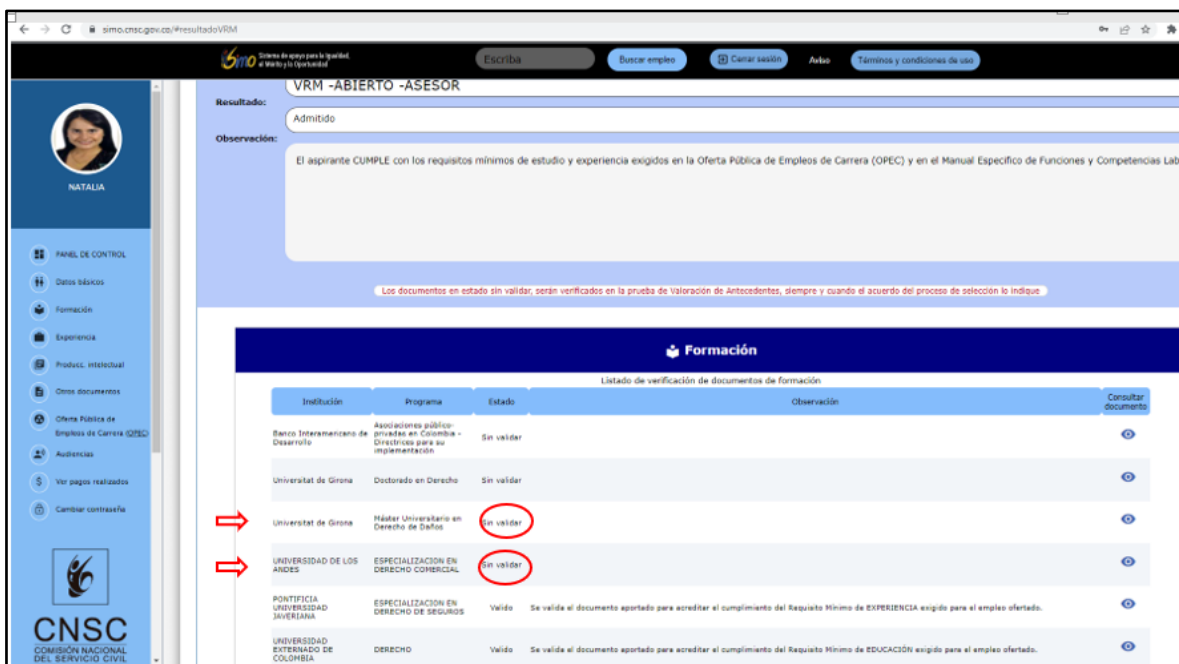 simo.cnsc.gov.co/#resultadoVRM
Simo Sistema de apoyo para la Igualdad,
el Mérito y la Oportunidad
Escriba
Buscar empleo
Cerrar sesión
Aviso
Términos y condiciones de uso
NATALIA
PANEL DE CONTROL
Datos básicos
Formación
Experiencia
Producc. intelectual
Otros documentos
Oferta Pública de
Empleos de Carrera (OPEC)
Audiencias
Ver pagos realizados
Cambiar contraseña
CNSC
COMISIÓN NACIONAL
DEL SERVICIO CIVIL
VRM -ABIERTO -ASESOR
Resultado:
Admitido
Observación:
El aspirante CUMPLE con los requisitos mínimos de estudio y experiencia exigidos en la Oferta Pública de Empleos de Carrera (OPEC) y en el Manual Especifico de Funciones y Competencias Lab
Los documentos en estado sin validar, serán verificados en la prueba de Valoración de Antecedentes, siempre y cuando el acuerdo del proceso de selección lo indique
Formación
Listado de verificación de documentos de formación
Institución Programa Estado Observación Consultar
documento
Banco Interamericano de
Desarrollo
Asociaciones público-
privadas en Colombia -
Directrices para su
implementación
Sin validar
Universitat de Girona Doctorado en Derecho Sin validar
Universitat de Girona
Máster Universitario en
Derecho de Daños
Sin validar
UNIVERSIDAD DE LOS
ANDES
ESPECIALIZACION EN
DERECHO COMERCIAL
Sin validar
PONTIFICIA
UNIVERSIDAD
JAVERIANA
ESPECIALIZACION EN
DERECHO DE SEGUROS
Valido Se valida el documento aportado para acreditar el cumplimiento del Requisito Mínimo de EXPERIENCIA exigido para el empleo ofertado.
UNIVERSIDAD
EXTERNADO DE
COLOMBIA
DERECHO Valido Se valida el documento aportado para acreditar el cumplimiento del Requisito Mínimo de EDUCACIÓN exigido para el empleo ofertado.